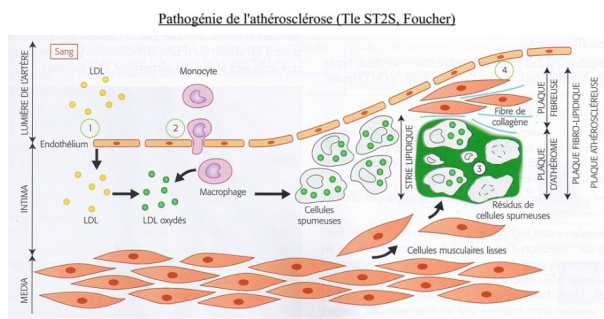 Pathogénie de l'athérosclérose (Tle ST2S, Foucher)
LUMIÈRE DE L'ARTÈRE
Sang
LDL
Monocyte
1
2
Endothélium
INTIMA
LDL
LDL oxydés
Macrophage
Cellules
spumeuses
STRIE LIPIDIQUE
4
Fibre de
collagène
3
Résidus de
cellules spumeuses
PLAQUE
FIBREUSE
PLAQUE
D'ATHÉROME
PLAQUE FIBRO-LIPIDIQUE
PLAQUE ATHÉROSCLÉREUSE
Cellules musculaires lisses
MEDIA